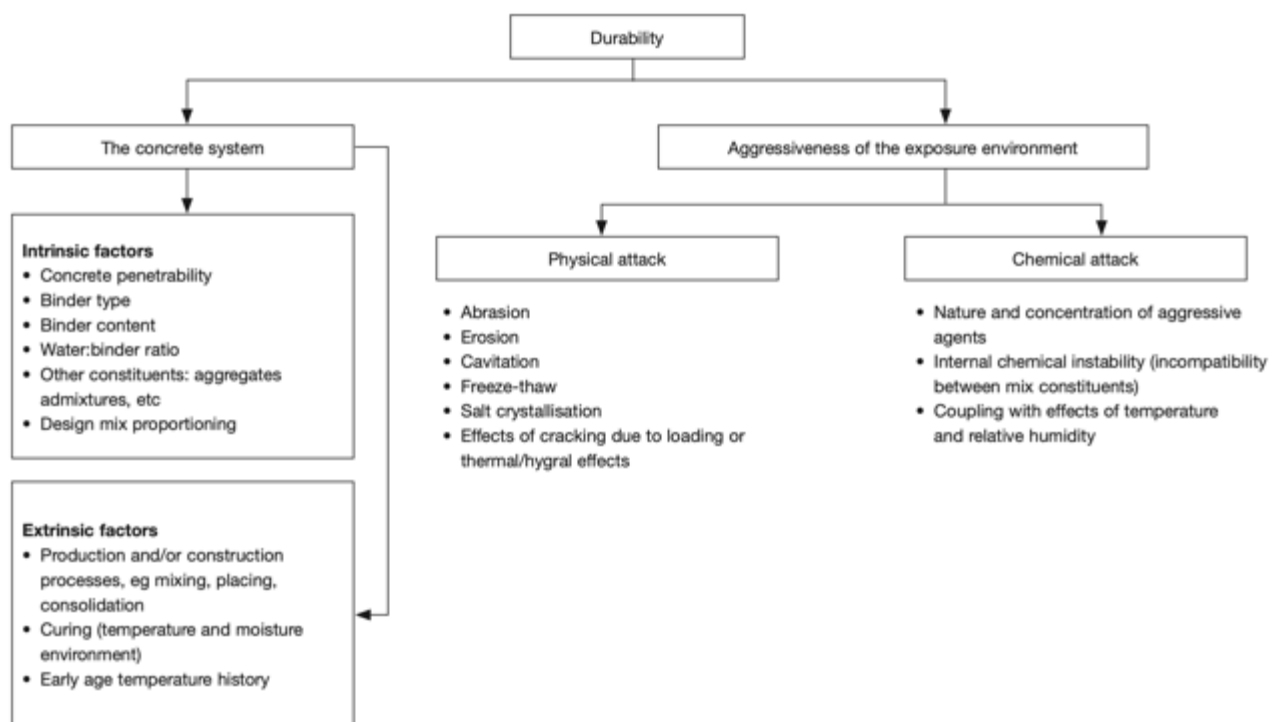 Durability
The concrete system
Aggressiveness of the exposure environment
Intrinsic factors
• Concrete penetrability
• Binder type
• Binder content
• Water:binder ratio
• Other constituents: aggregates
admixtures, etc
• Design mix proportioning
Extrinsic factors
• Production and/or construction
processes, eg mixing, placing,
consolidation
• Curing (temperature and moisture
environment)
• Early age temperature history
Physical attack
• Abrasion
• Erosion
• Cavitation
• Freeze-thaw
• Salt crystallisation
• Effects of cracking due to loading or
thermal/hygral effects
Chemical attack
• Nature and concentration of aggressive
agents
• Internal chemical instability (incompatibility
between mix constituents)
• Coupling with effects of temperature
and relative humidity